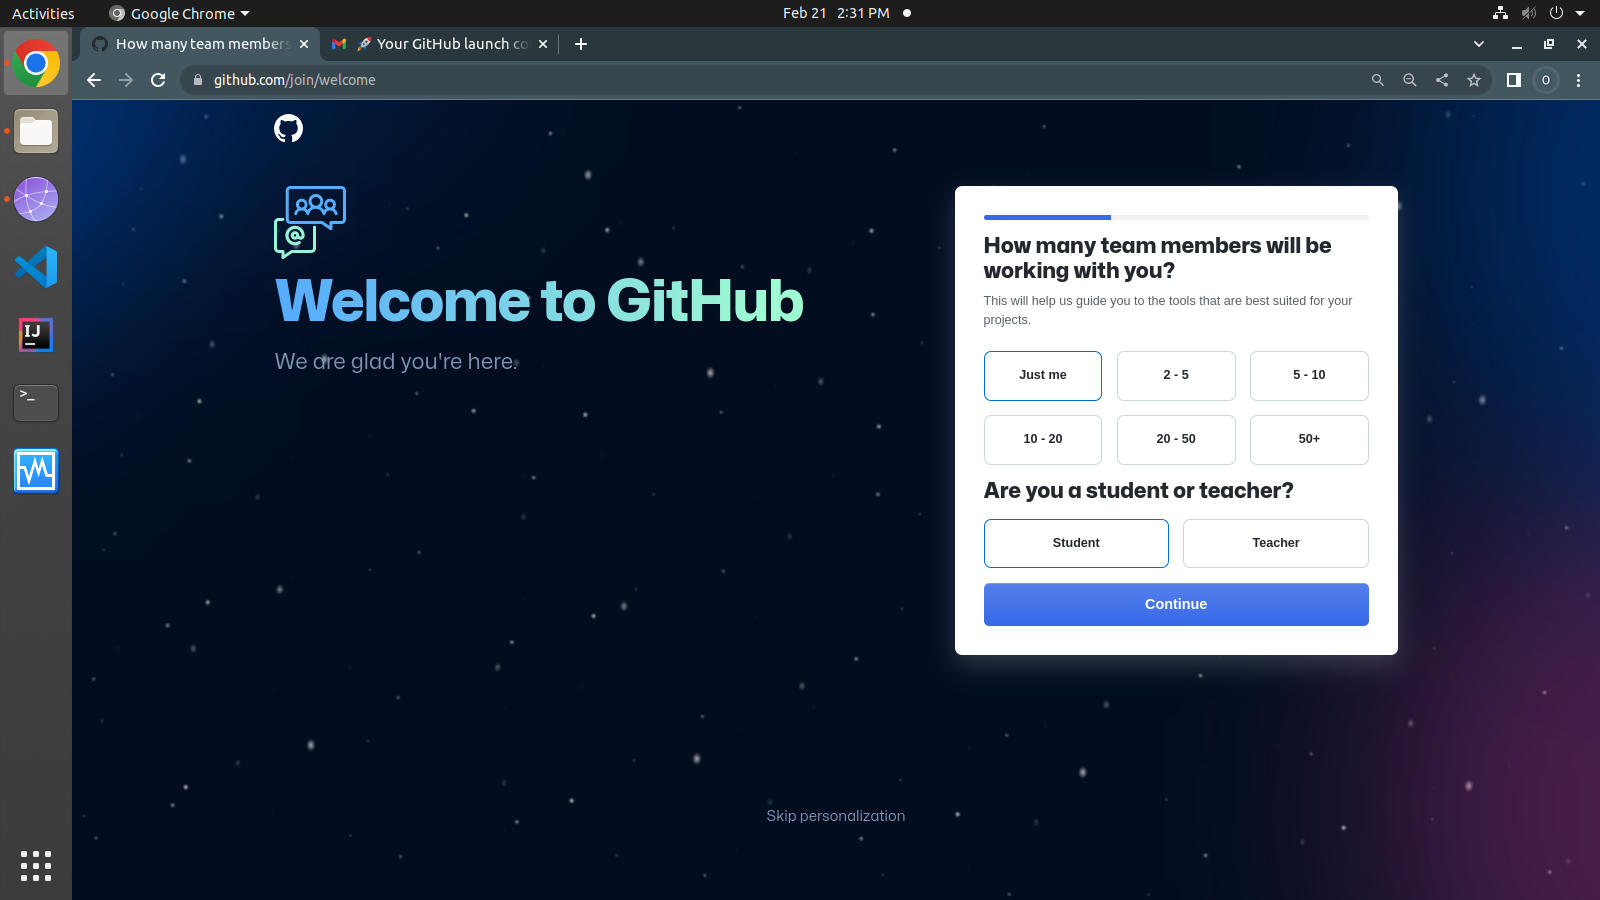 Activities
Google Chrome
Feb 21 2:31 PM
How many team members
🚀 Your GitHub launch co
github.com/join/welcome
O
Welcome to GitHub
We are glad you're here.
How many team members will be
working with you?
This will help us guide you to the tools that are best suited for your
projects.
Just me
2 - 5
5 - 10
10 - 20
20 - 50
50+
Are you a student or teacher?
Student
Teacher
Continue
Skip personalization
IJ
>_
@